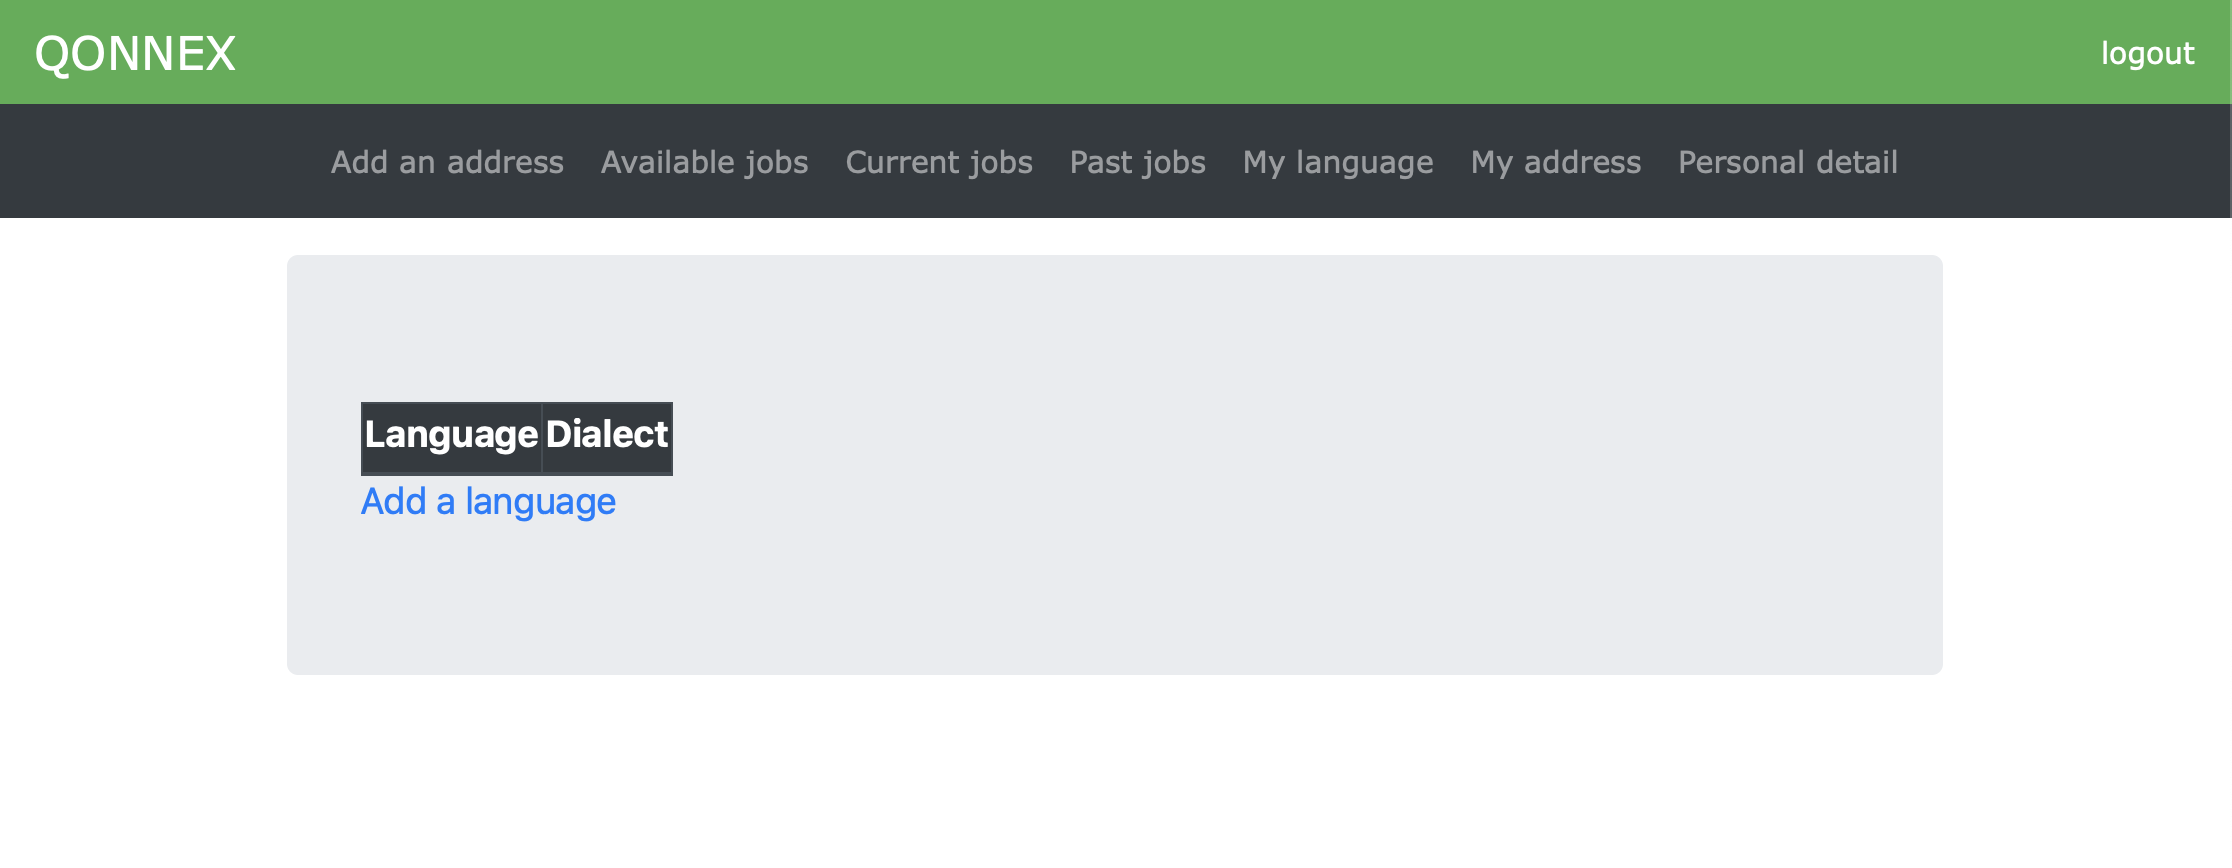 QONNEX logout
Add an address Available jobs Current jobs Past jobs My language My address Personal detail
Language Dialect
Add a language